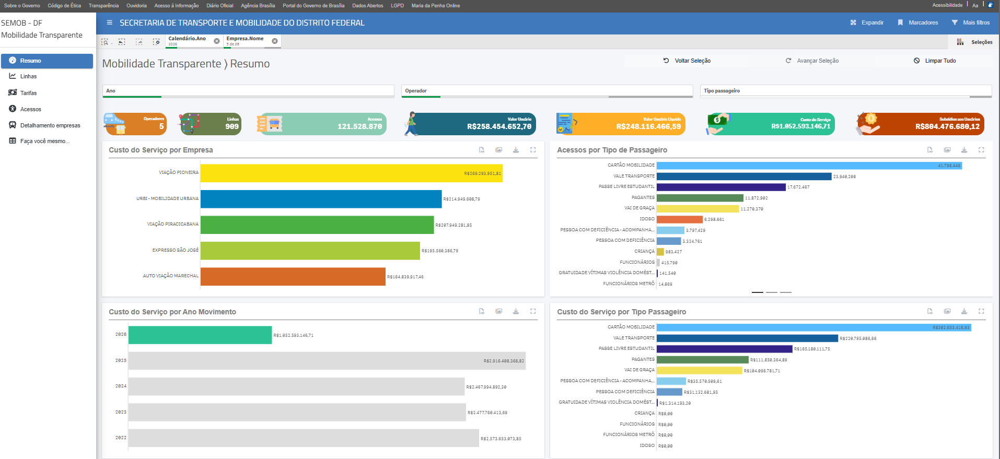 Sobre o Governo Código de Ética Transparência Ouvidoria Acesso á Informação Diário Oficial Agência Brasília Portal do Governo de Brasília Dados Abertos LGPD Maria da Penha Online Acessibilidade Aa
SEMOB - DF
Mobilidade Transparente
Resumo
Linhas
Tarifas
Acessos
Detalhamento empresas
Faça você mesmo...
SECRETARIA DE TRANSPORTE E MOBILIDADE DO DISTRITO FEDERAL
Expandir Marcadores Mais filtros
Calendário.Ano
2026
Empresa.Nome
5 de 38
Seleções
Mobilidade Transparente ⟩ Resumo
Voltar Seleção Avançar Seleção Limpar Tudo
Ano Operador Tipo passageiro
Operadores
5
Linhas
909
Acessos
121.528.870
Valor Usuário
R$258.454.652,70
Valor Usuário Líquido
R$248.116.466,59
Custo do Serviço
R$1.052.593.146,71
Subsídios aos Usuários
R$804.476.680,12
Custo do Serviço por Empresa
VIAÇÃO PIONEIRA R$269.293.951,81
URBI - MOBILIDADE URBANA R$214.949.608,79
VIAÇÃO PIRACICABANA R$207.949.281,85
EXPRESSO SÃO JOSÉ R$195.560.386,79
AUTO VIAÇÃO MARECHAL R$164.839.917,46
Acessos por Tipo de Passageiro
CARTÃO MOBILIDADE 41.796.446
VALE TRANSPORTE 23.940.208
PASSE LIVRE ESTUDANTIL 17.672.467
PAGANTES 11.872.902
VAI DE GRAÇA 11.270.370
IDOSO 6.298.661
PESSOA COM DEFICIÊNCIA - ACOMPANHA... 3.797.429
PESSOA COM DEFICIÊNCIA 3.324.761
CRIANÇA 983.427
FUNCIONÁRIOS 415.790
GRATUIDADE VÍTIMAS VIOLÊNCIA DOMÉST... 141.540
FUNCIONÁRIOS METRÔ 14.869
Custo do Serviço por Ano Movimento
2026 R$1.052.593.146,71
2025 R$2.916.408.368,82
2024 R$2.467.994.892,30
2023 R$2.477.760.413,69
2022 R$2.573.653.073,85
Custo do Serviço por Tipo Passageiro
CARTÃO MOBILIDADE R$382.653.416,93
VALE TRANSPORTE R$220.795.086,66
PASSE LIVRE ESTUDANTIL R$165.180.111,75
PAGANTES R$111.850.364,89
VAI DE GRAÇA R$104.096.781,71
PESSOA COM DEFICIÊNCIA - ACOMPANHA... R$35.570.509,61
PESSOA COM DEFICIÊNCIA R$31.132.681,95
GRATUIDADE VÍTIMAS VIOLÊNCIA DOMÉST... R$1.314.193,20
CRIANÇA R$0,00
FUNCIONÁRIOS R$0,00
FUNCIONÁRIOS METRÔ R$0,00
IDOSO R$0,00